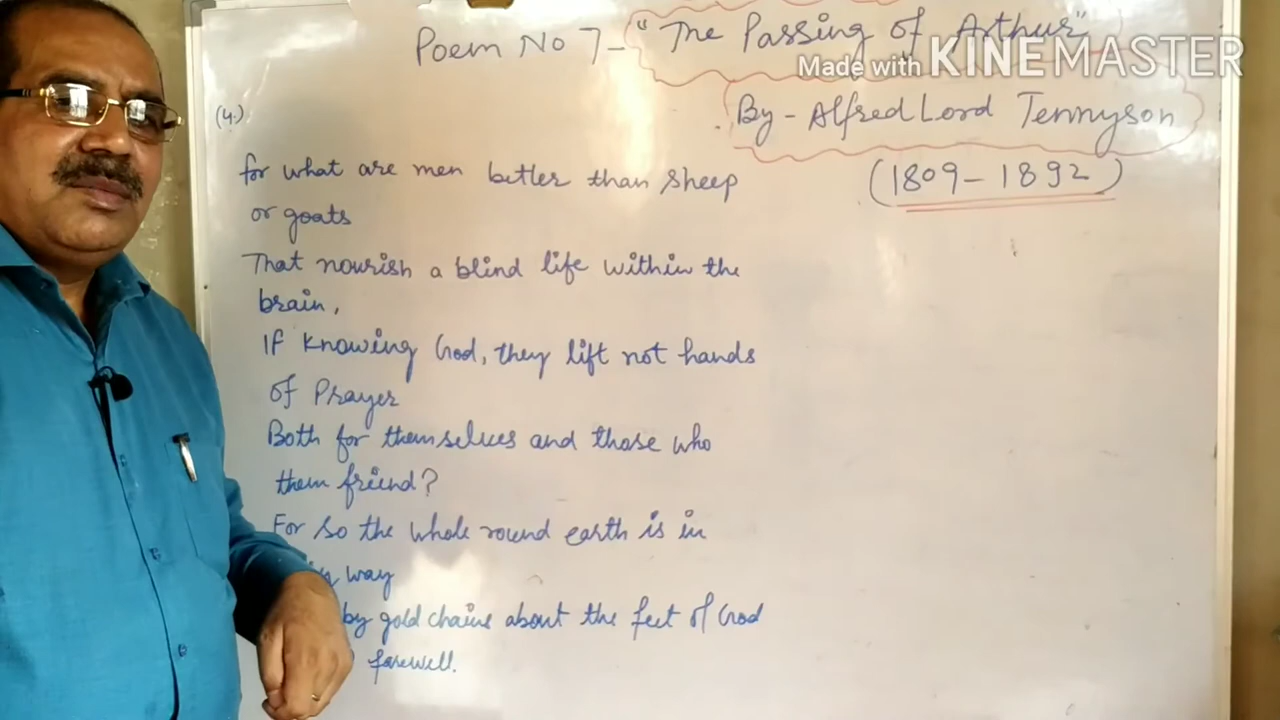 Poem No 7- "The Passing of Arthur"
Made with KINEMASTER
By - Alfred Lord Tennyson
(1809-1892)
(4.)
for what are men better than sheep
or goats
That nourish a blind life within the
brain,
If knowing God, they lift not hands
of Prayer
Both for themselves and those who
them friend?
For so the whole round earth is in
way
by gold chains about the feet of God
farewell.